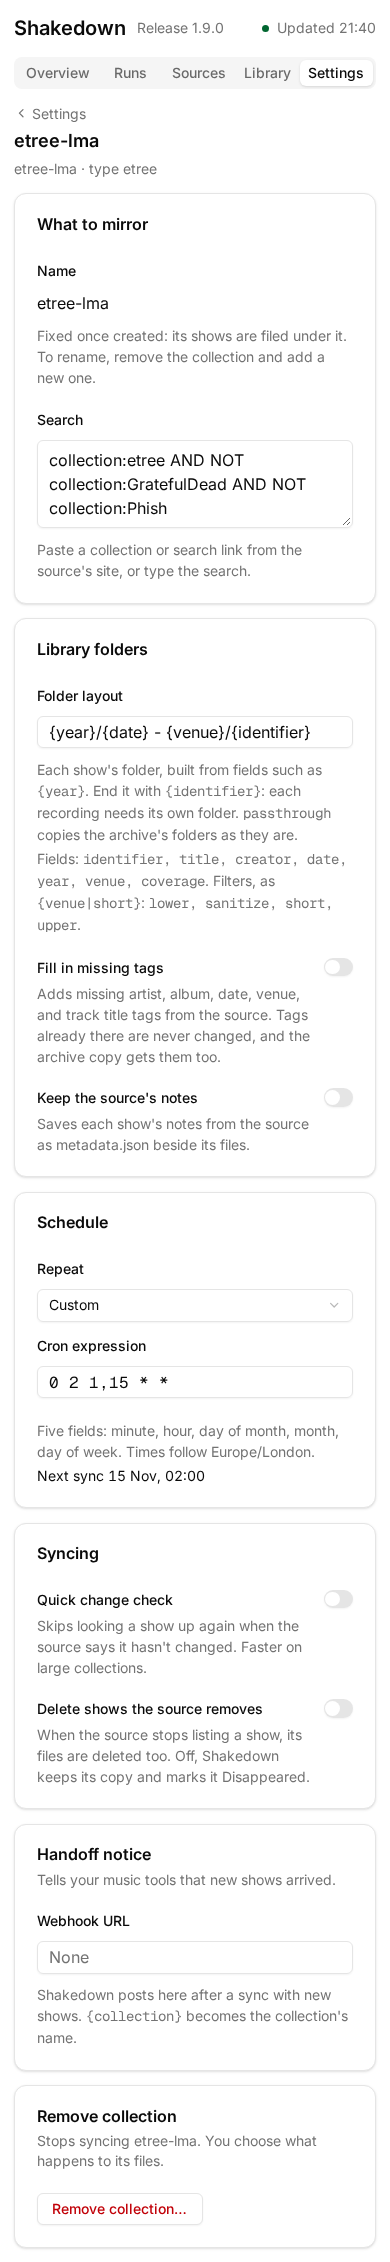 Shakedown Release 1.9.0 Updated 21:40
Overview Runs Sources Library Settings
Settings
etree-lma
etree-lma · type etree
What to mirror
Name
etree-lma
Fixed once created: its shows are filed under it.
To rename, remove the collection and add a
new one.
Search
collection:etree AND NOT
collection:GratefulDead AND NOT
collection:Phish
Paste a collection or search link from the
source's site, or type the search.
Library folders
Folder layout
{year}/{date} - {venue}/{identifier}
Each show's folder, built from fields such as
{year}. End it with {identifier}: each
recording needs its own folder. passthrough
copies the archive's folders as they are.
Fields: identifier, title, creator, date,
year, venue, coverage. Filters, as
{venue|short}: lower, sanitize, short,
upper.
Fill in missing tags
Adds missing artist, album, date, venue,
and track title tags from the source. Tags
already there are never changed, and the
archive copy gets them too.
Keep the source's notes
Saves each show's notes from the source
as metadata.json beside its files.
Schedule
Repeat
Custom
Cron expression
0 2 1,15 * *
Five fields: minute, hour, day of month, month,
day of week. Times follow Europe/London.
Next sync 15 Nov, 02:00
Syncing
Quick change check
Skips looking a show up again when the
source says it hasn't changed. Faster on
large collections.
Delete shows the source removes
When the source stops listing a show, its
files are deleted too. Off, Shakedown
keeps its copy and marks it Disappeared.
Handoff notice
Tells your music tools that new shows arrived.
Webhook URL
None
Shakedown posts here after a sync with new
shows. {collection} becomes the collection's
name.
Remove collection
Stops syncing etree-lma. You choose what
happens to its files.
Remove collection...